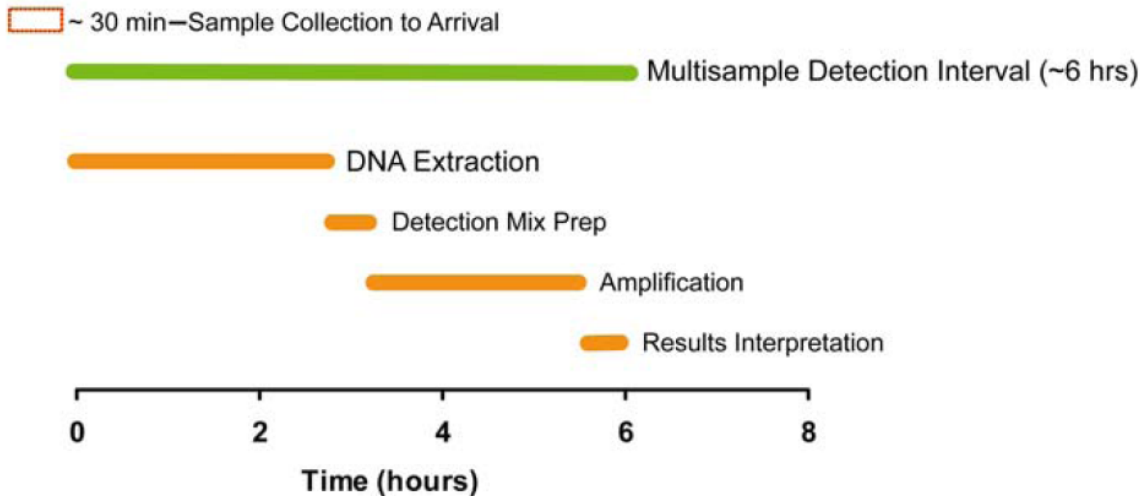 ~ 30 min–Sample Collection to Arrival
Multisample Detection Interval (~6 hrs)
DNA Extraction
Detection Mix Prep
Amplification
Results Interpretation
0 2 4 6 8
Time (hours)